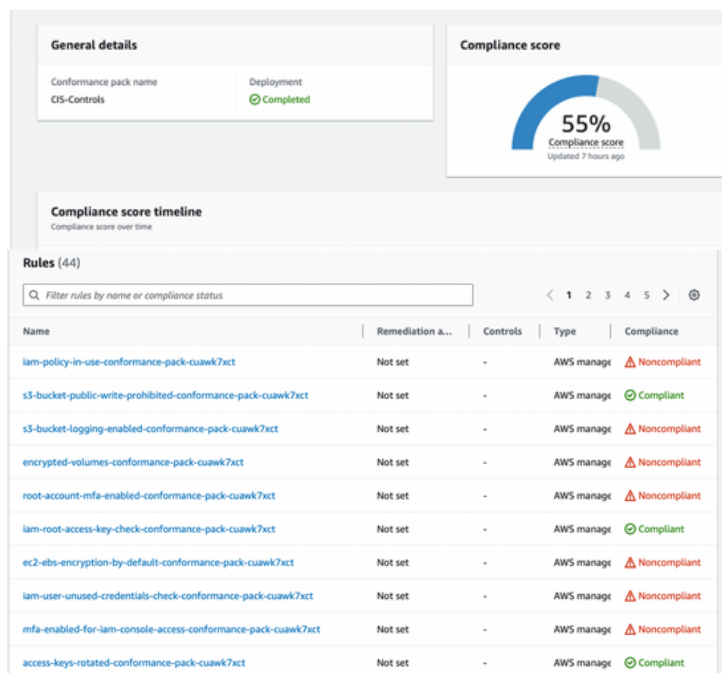 General details
Conformance pack name
CIS-Controls
Deployment
Completed
Compliance score
55%
Compliance score
Updated 7 hours ago
Compliance score timeline
Compliance score over time
Rules (44)
Filter rules by name or compliance status
1 2 3 4 5
Name Remediation a... Controls Type Compliance
iam-policy-in-use-conformance-pack-cuawk7xct Not set - AWS manage Noncompliant
s3-bucket-public-write-prohibited-conformance-pack-cuawk7xct Not set - AWS manage Compliant
s3-bucket-logging-enabled-conformance-pack-cuawk7xct Not set - AWS manage Noncompliant
encrypted-volumes-conformance-pack-cuawk7xct Not set - AWS manage Noncompliant
root-account-mfa-enabled-conformance-pack-cuawk7xct Not set - AWS manage Noncompliant
iam-root-access-key-check-conformance-pack-cuawk7xct Not set - AWS manage Compliant
ec2-ebs-encryption-by-default-conformance-pack-cuawk7xct Not set - AWS manage Noncompliant
iam-user-unused-credentials-check-conformance-pack-cuawk7xct Not set - AWS manage Noncompliant
mfa-enabled-for-iam-console-access-conformance-pack-cuawk7xct Not set - AWS manage Noncompliant
access-keys-rotated-conformance-pack-cuawk7xct Not set - AWS manage Compliant